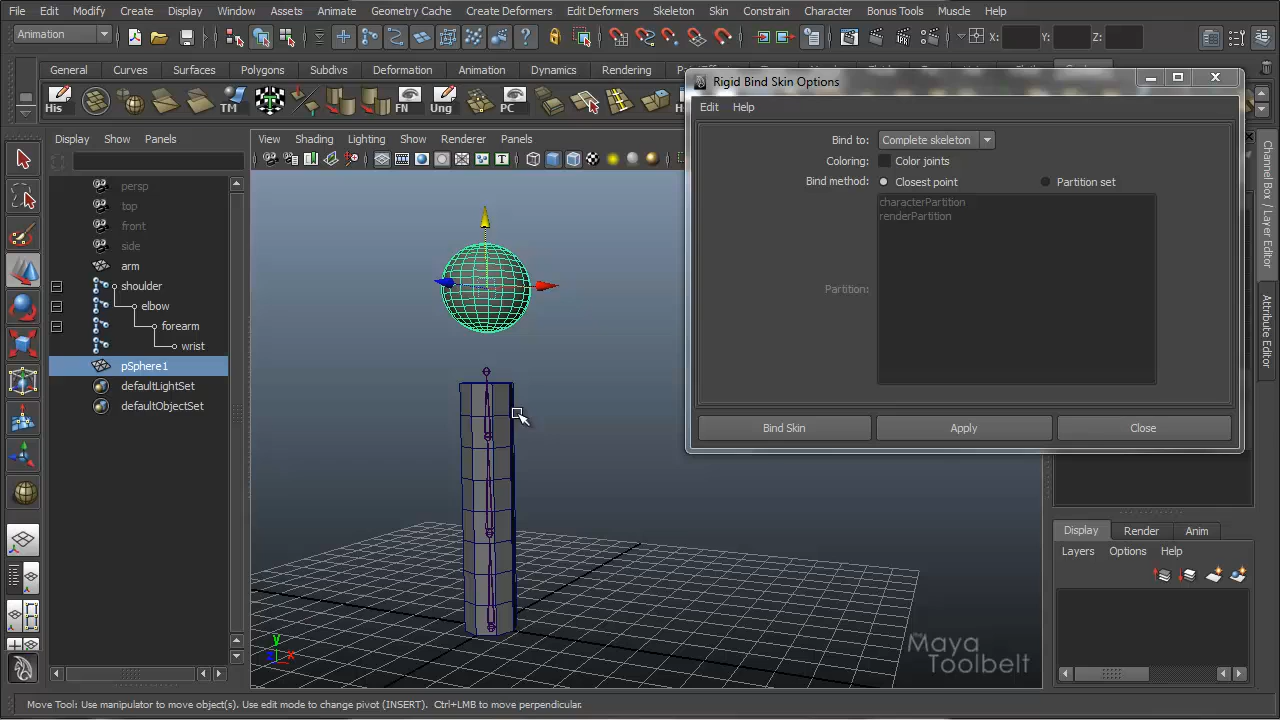 File Edit Modify Create Display Window Assets Animate Geometry Cache Create Deformers Edit Deformers Skeleton Skin Constrain Character Bonus Tools Muscle Help
Animation
X: Y: Z:
General Curves Surfaces Polygons Subdivs Deformation Animation Dynamics Rendering
His TM FN Ung PC Hi
Rigid Bind Skin Options
Edit Help
Bind to: Complete skeleton
Coloring: Color joints
Bind method: Closest point Partition set
characterPartition
renderPartition
Partition:
Bind Skin Apply Close
Display Show Panels
View Shading Lighting Show Renderer Panels
persp
top
front
side
arm
shoulder
elbow
forearm
wrist
pSphere1
defaultLightSet
defaultObjectSet
Channel Box / Layer Editor
Attribute Editor
Display Render Anim
Layers Options Help
y
z x
the
Maya
Toolbelt
Move Tool: Use manipulator to move object(s). Use edit mode to change pivot (INSERT). Ctrl+LMB to move perpendicular.